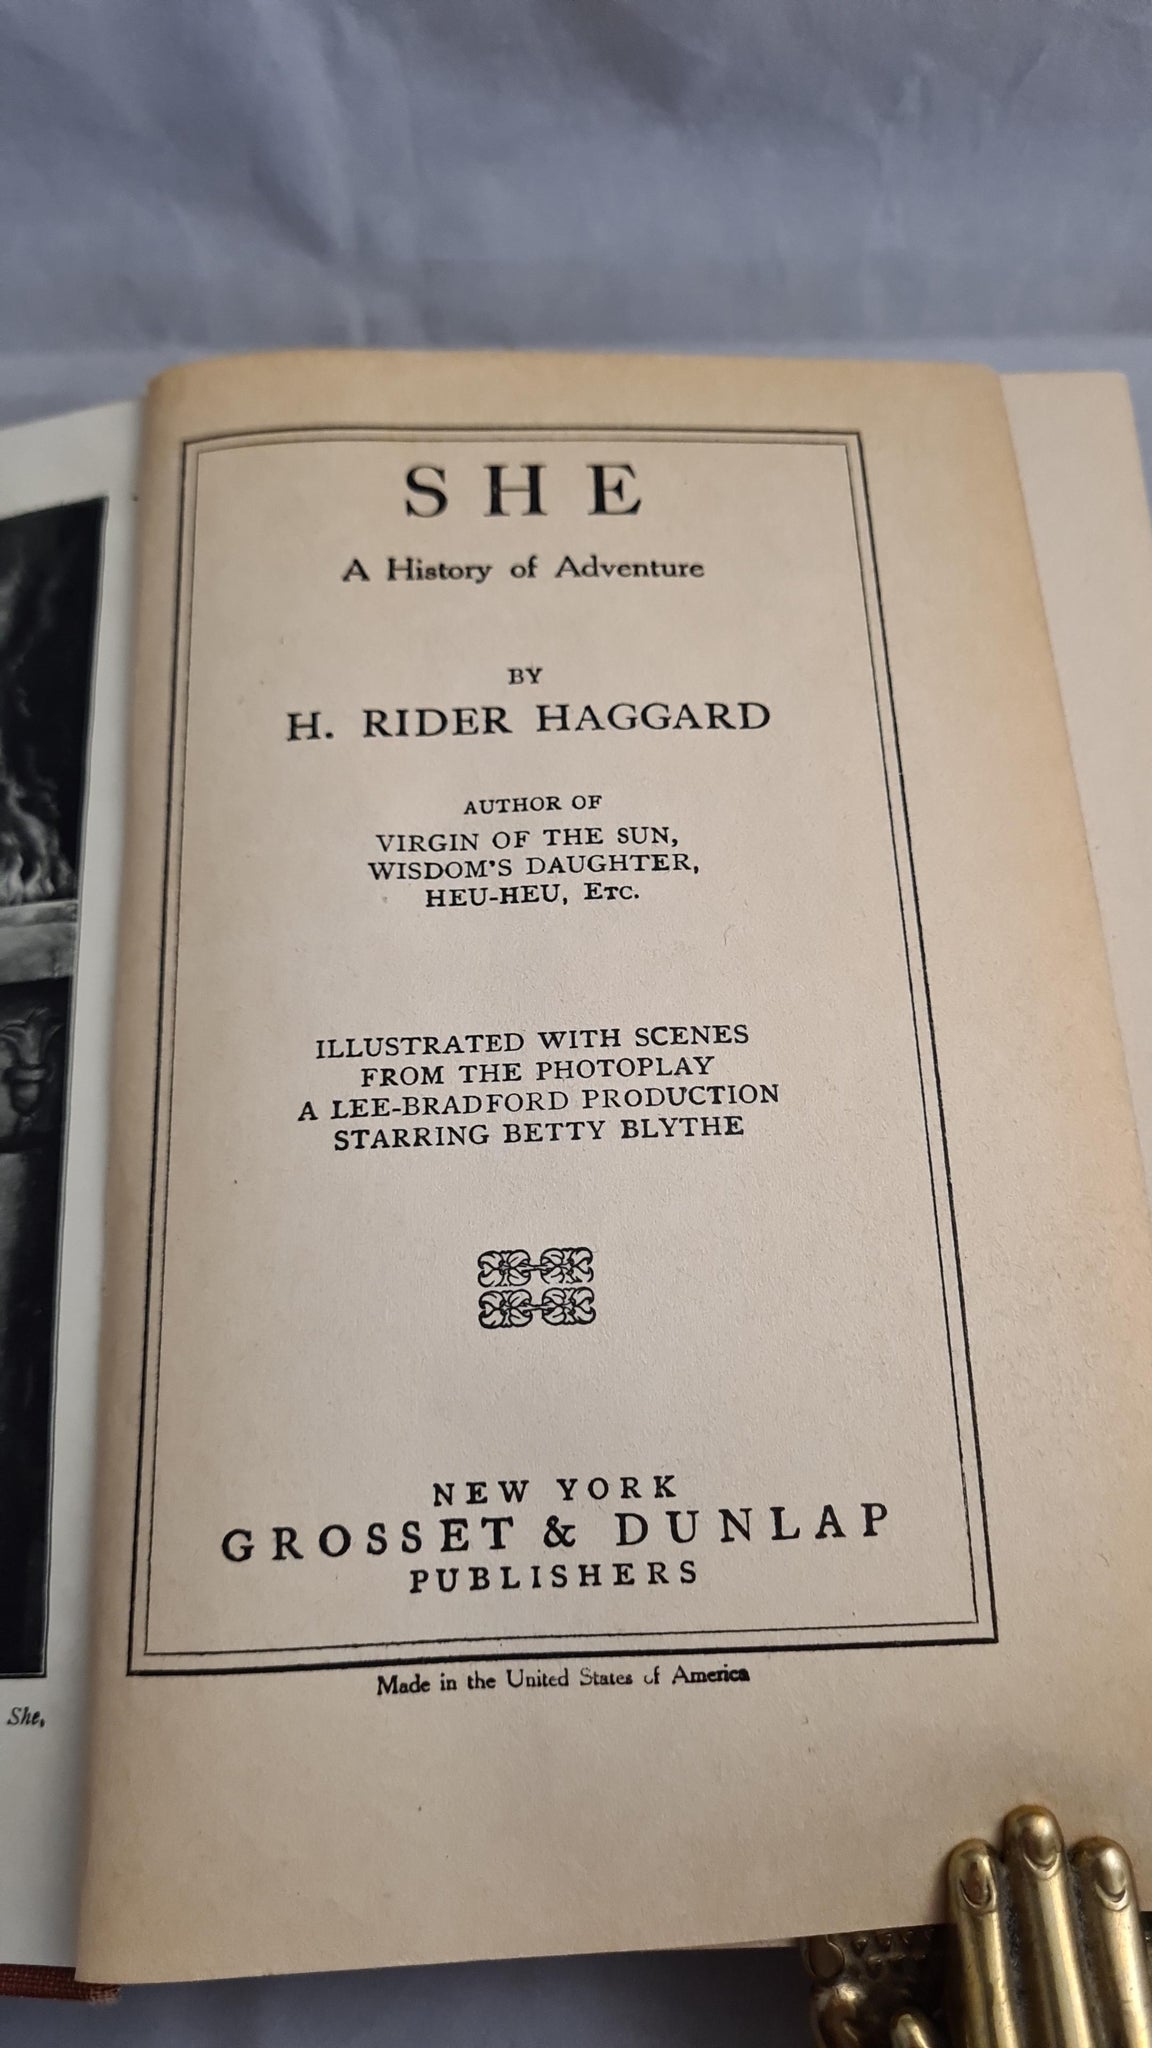 SHE
A History of Adventure
BY
H. RIDER HAGGARD
AUTHOR OF
VIRGIN OF THE SUN,
WISDOM'S DAUGHTER,
HEU-HEU, ETC.
ILLUSTRATED WITH SCENES
FROM THE PHOTOPLAY
A LEE-BRADFORD PRODUCTION
STARRING BETTY BLYTHE
NEW YORK
GROSSET & DUNLAP
PUBLISHERS
Made in the United States of America
She,